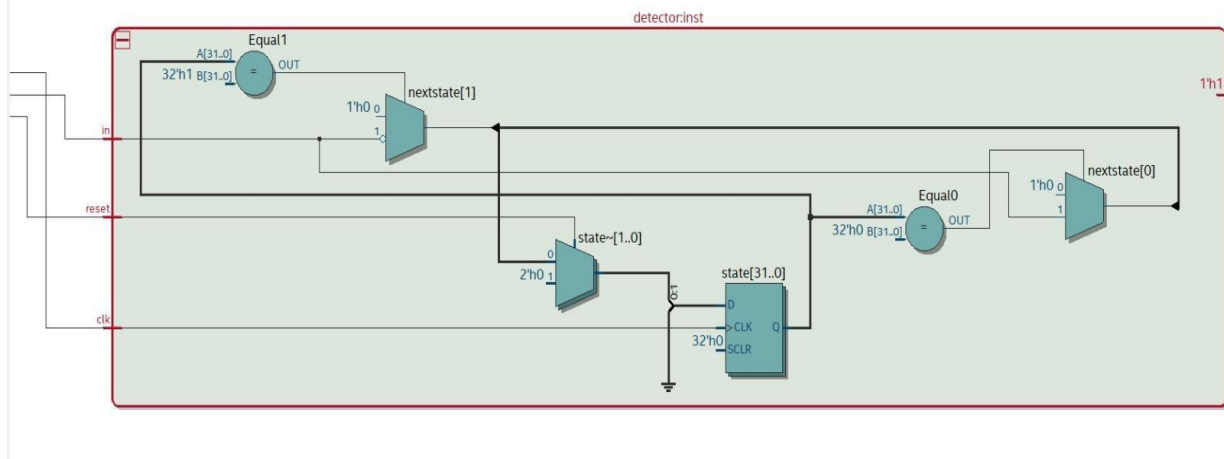 detector:inst
Equal1
A[31..0]
=
OUT
32'h1 B[31..0]
1'h1
nextstate[1]
1'h0 0
1
in
nextstate[0]
1'h0 0
1
Equal0
A[31..0]
=
OUT
32'h0 B[31..0]
reset
state~[1..0]
0
2'h0 1
0:1
state[31..0]
D
CLK
Q
32'h0
SCLR
clk